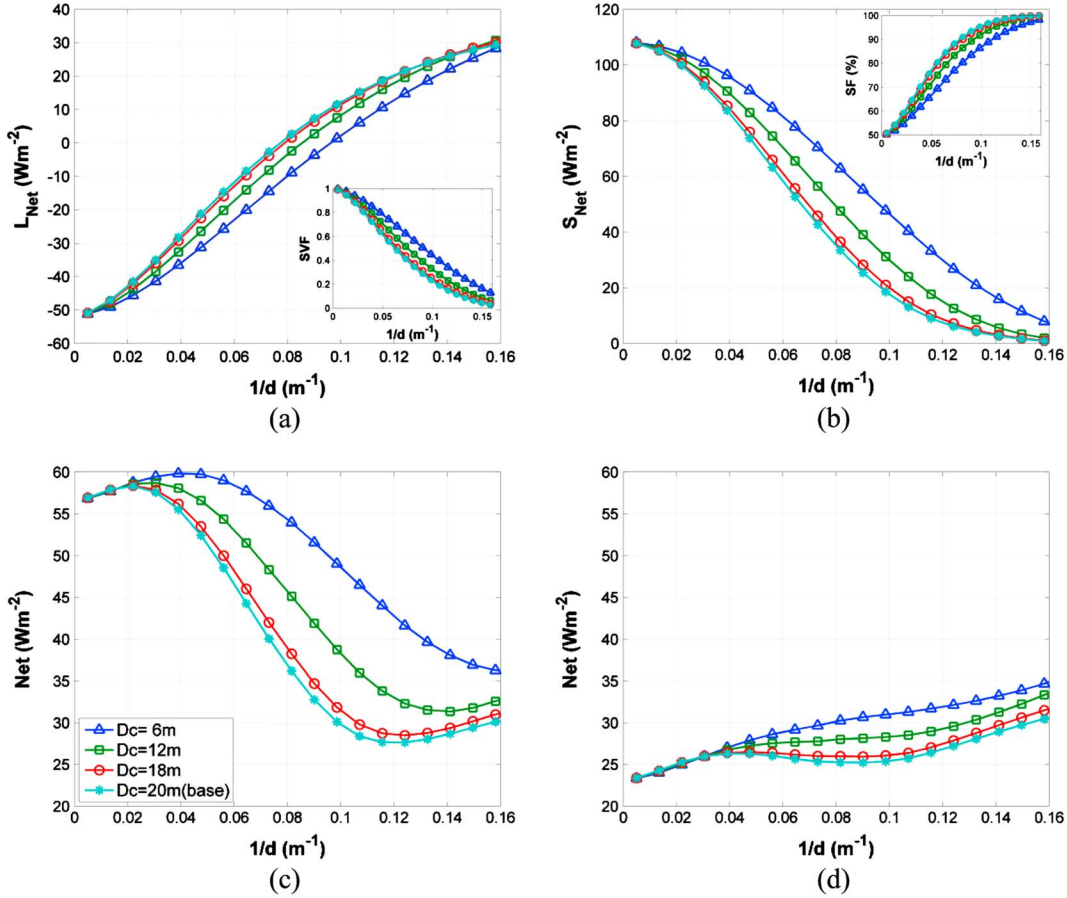 30
20
10
0
-10
-20
-30
-40
-50
-60
L_Net (Wm^-2)
0 0.02 0.04 0.06 0.08 0.1 0.12 0.14 0.16
1/d (m^-1)
1
0.8
0.6
0.4
0.2
0
SVF
0 0.05 0.10 0.15
1/d (m^-1)
(a)
120
100
80
60
40
20
0
S_Net (Wm^-2)
0 0.02 0.04 0.06 0.08 0.1 0.12 0.14 0.16
1/d (m^-1)
100
90
80
70
60
50
SF (%)
0 0.05 0.10 0.15
1/d (m^-1)
(b)
60
55
50
45
40
35
30
25
20
Net (Wm^-2)
Dc= 6m
Dc=12m
Dc=18m
Dc=20m(base)
0 0.02 0.04 0.06 0.08 0.1 0.12 0.14 0.16
1/d (m^-1)
(c)
60
55
50
45
40
35
30
25
20
Net (Wm^-2)
0 0.02 0.04 0.06 0.08 0.1 0.12 0.14 0.16
1/d (m^-1)
(d)